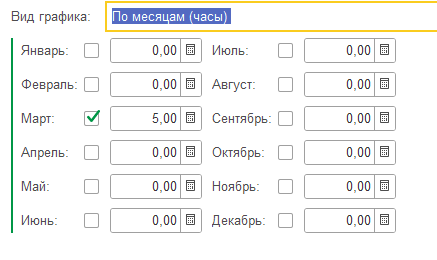 Вид графика: По месяцам (часы)
Январь: 0,00 Июль: 0,00
Февраль: 0,00 Август: 0,00
Март: 5,00 Сентябрь: 0,00
Апрель: 0,00 Октябрь: 0,00
Май: 0,00 Ноябрь: 0,00
Июнь: 0,00 Декабрь: 0,00